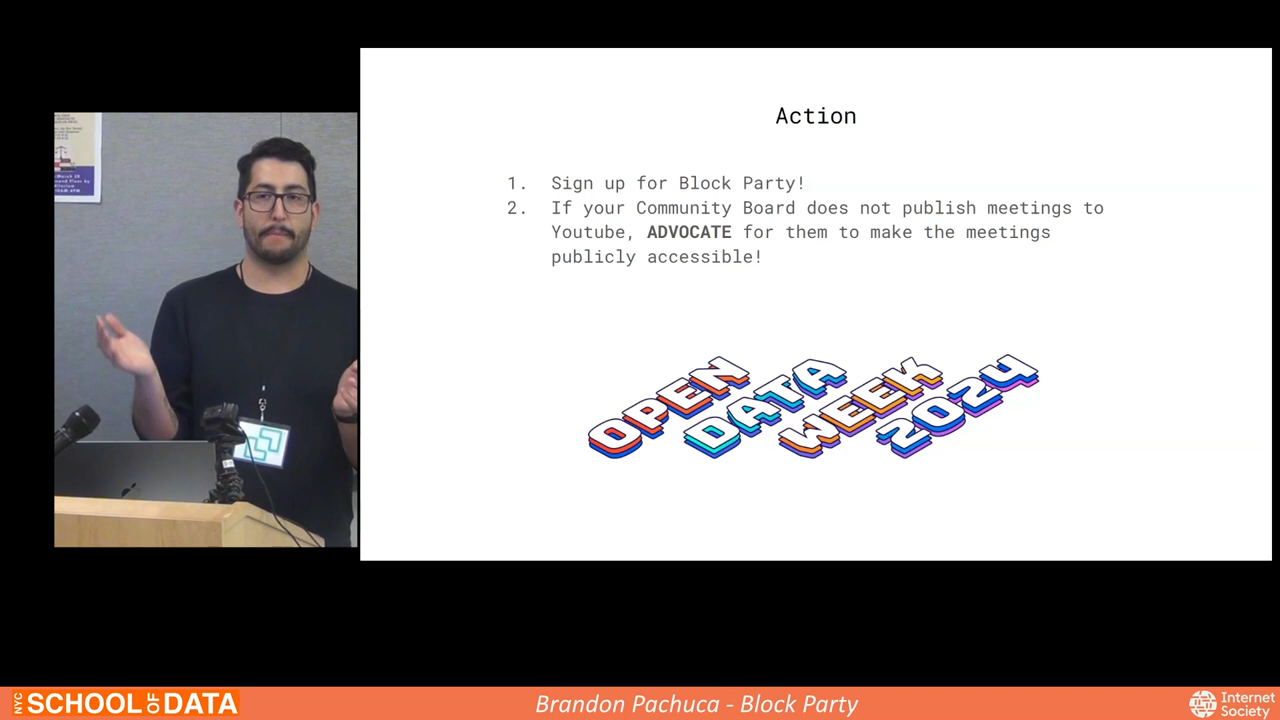 Action
1. Sign up for Block Party!
2. If your Community Board does not publish meetings to
Youtube, ADVOCATE for them to make the meetings
publicly accessible!
OPEN
DATA
WEEK
2024
NYC SCHOOL OF DATA
Brandon Pachuca - Block Party
Internet
Society